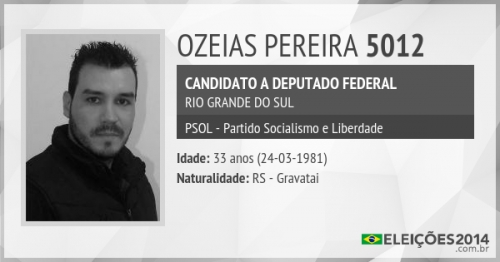 OZEIAS PEREIRA 5012
CANDIDATO A DEPUTADO FEDERAL
RIO GRANDE DO SUL
PSOL - Partido Socialismo e Liberdade
Idade: 33 anos (24-03-1981)
Naturalidade: RS - Gravatai
ELEIÇÕES2014
.com.br